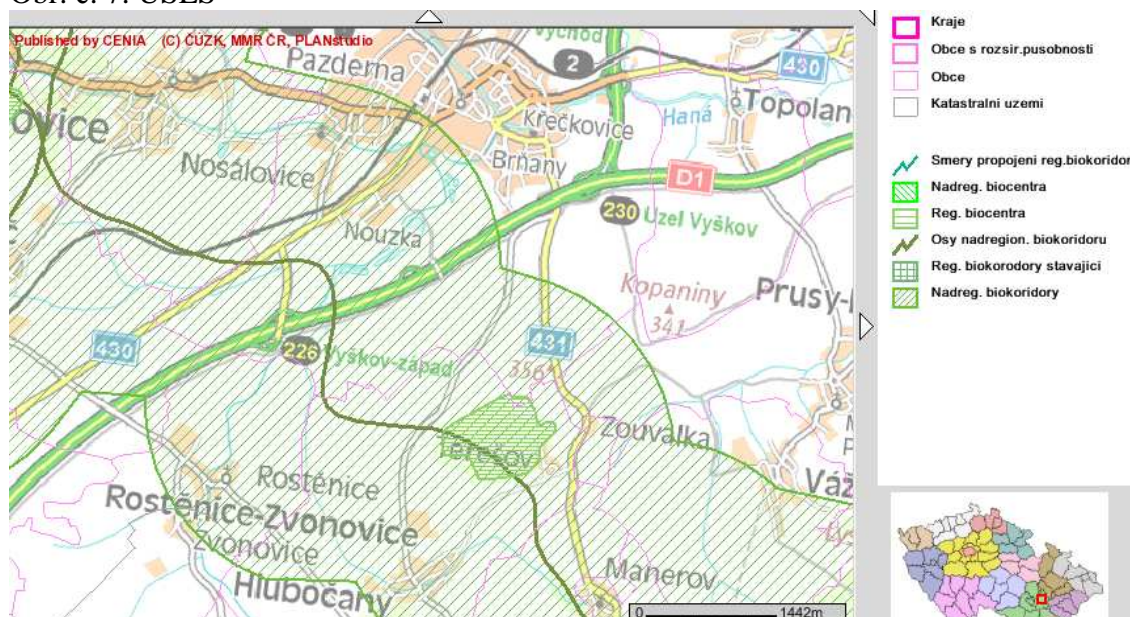 Obr. č. 7: ÚSES
Published by CENIA (C) ČÚZK, MMR ČR, PLANstudio
Pazderna
východ
2
430
Topolan
ovice
Křečkovice
Haná
Nosálovice
Brňany
D1
230 Uzel Vyškov
Nouzka
Kopaniny
341
Prusy-
430
226 Vyškov-západ
431
356
Zouvalka
Terešov
Váž
Rostěnice
Rostěnice-Zvonovice
Zvonovice
Hlubočany
Manerov
0 1442m
Kraje
Obce s rozsir.pusobnosti
Obce
Katastralni uzemi
Smery propojeni reg.biokoridor
Nadreg. biocentra
Reg. biocentra
Osy nadregion. biokoridoru
Reg. biokorodory stavajici
Nadreg. biokoridory